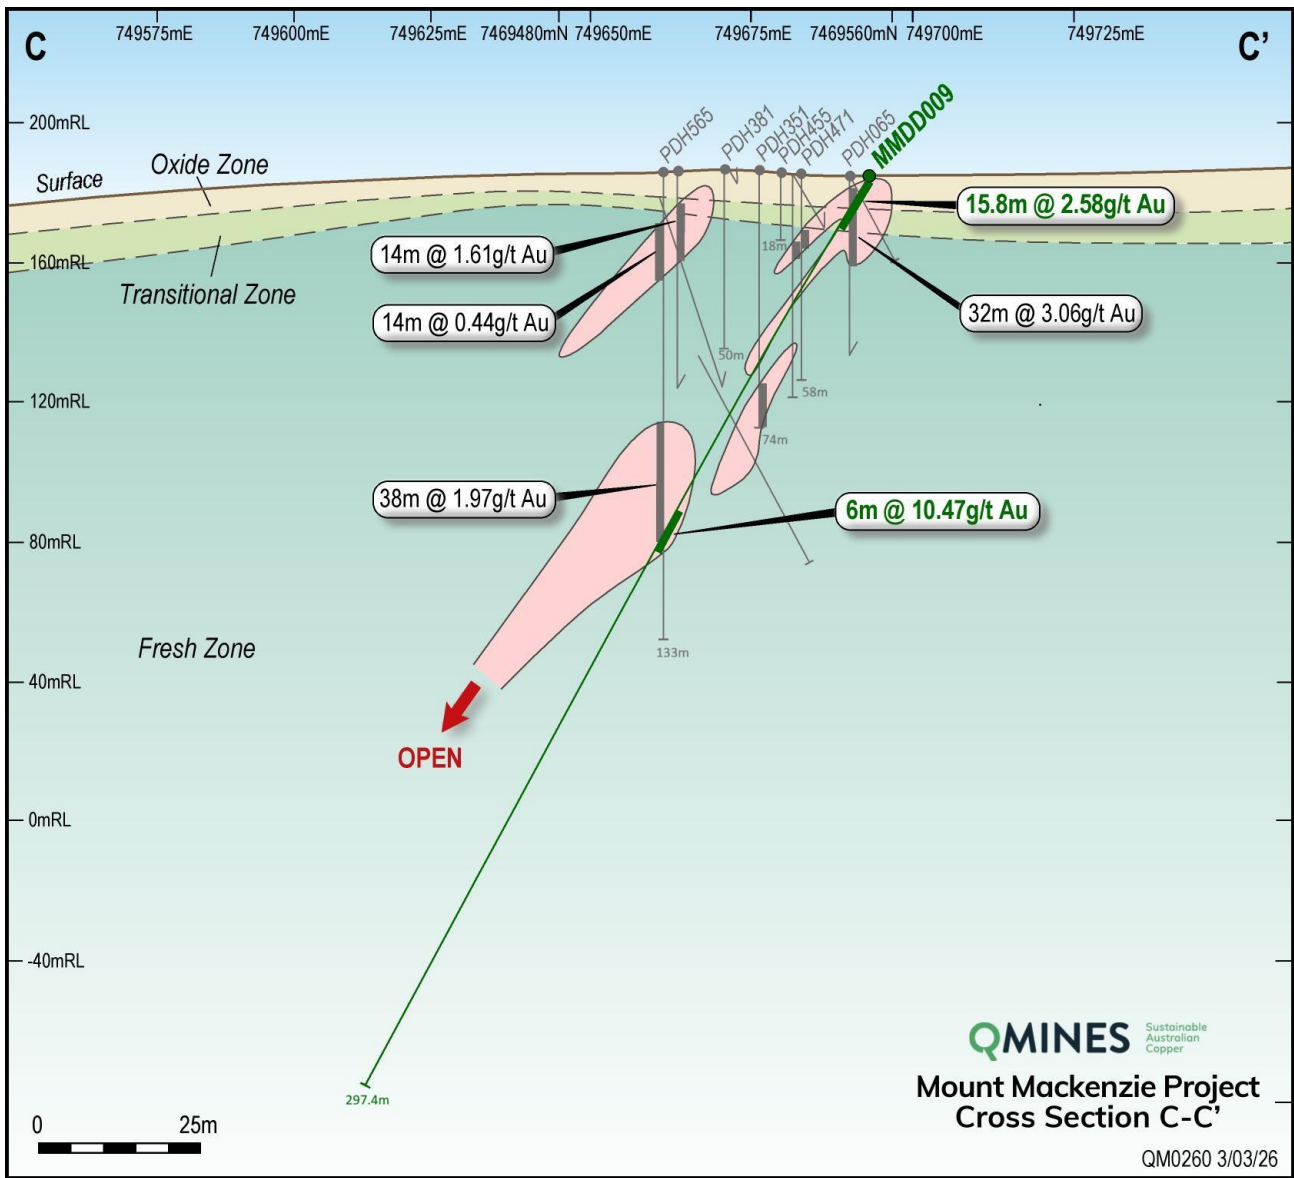 C
749575mE 749600mE 749625mE 7469480mN 749650mE 749675mE 7469560mN 749700mE 749725mE
C’
200mRL
PDH565
PDH381
PDH351
PDH455
PDH471
PDH065
MMDD009
Oxide Zone
Surface
15.8m @ 2.58g/t Au
14m @ 1.61g/t Au
18m
160mRL
Transitional Zone
14m @ 0.44g/t Au
32m @ 3.06g/t Au
50m
58m
120mRL
74m
38m @ 1.97g/t Au
6m @ 10.47g/t Au
80mRL
Fresh Zone
133m
40mRL
OPEN
0mRL
-40mRL
297.4m
QMINES
Sustainable
Australian
Copper
Mount Mackenzie Project
Cross Section C-C’
0 25m
QM0260 3/03/26